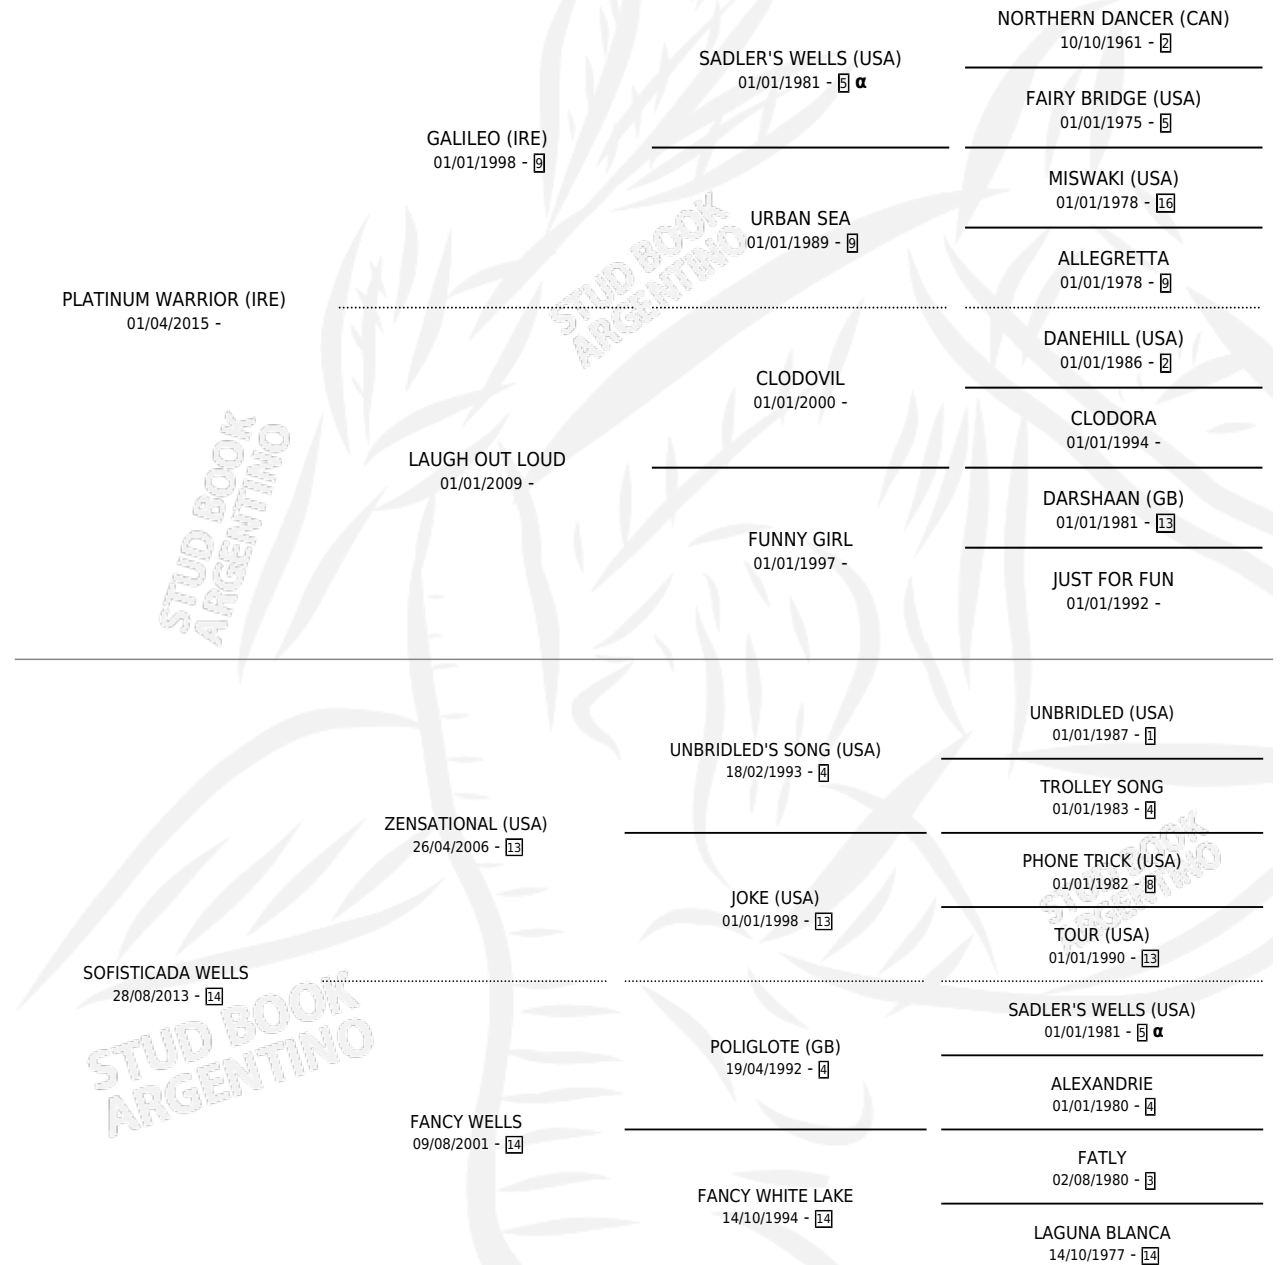 NORTHERN DANCER (CAN)
10/10/1961 - 2
SADLER'S WELLS (USA)
01/01/1981 - 5 α
FAIRY BRIDGE (USA)
01/01/1975 - 5
GALILEO (IRE)
01/01/1998 - 9
MISWAKI (USA)
01/01/1978 - 16
URBAN SEA
01/01/1989 - 9
ALLEGRETTA
01/01/1978 - 9
PLATINUM WARRIOR (IRE)
01/04/2015 -
DANEHILL (USA)
01/01/1986 - 2
CLODOVIL
01/01/2000 -
CLODORA
01/01/1994 -
LAUGH OUT LOUD
01/01/2009 -
DARSHAAN (GB)
01/01/1981 - 13
FUNNY GIRL
01/01/1997 -
JUST FOR FUN
01/01/1992 -
UNBRIDLED (USA)
01/01/1987 - 1
UNBRIDLED'S SONG (USA)
18/02/1993 - 4
TROLLEY SONG
01/01/1983 - 4
ZENSATIONAL (USA)
26/04/2006 - 13
PHONE TRICK (USA)
01/01/1982 - 8
JOKE (USA)
01/01/1998 - 13
TOUR (USA)
01/01/1990 - 13
SOFISTICADA WELLS
28/08/2013 - 14
SADLER'S WELLS (USA)
01/01/1981 - 5 α
POLIGLOTE (GB)
19/04/1992 - 4
ALEXANDRIE
01/01/1980 - 4
FANCY WELLS
09/08/2001 - 14
FATLY
02/08/1980 - 3
FANCY WHITE LAKE
14/10/1994 - 14
LAGUNA BLANCA
14/10/1977 - 14
STUD BOOK
ARGENTINO
STUD BOOK
ARGENTINO
STUD BOOK
ARGENTINO
STUD BOOK
ARGENTINO